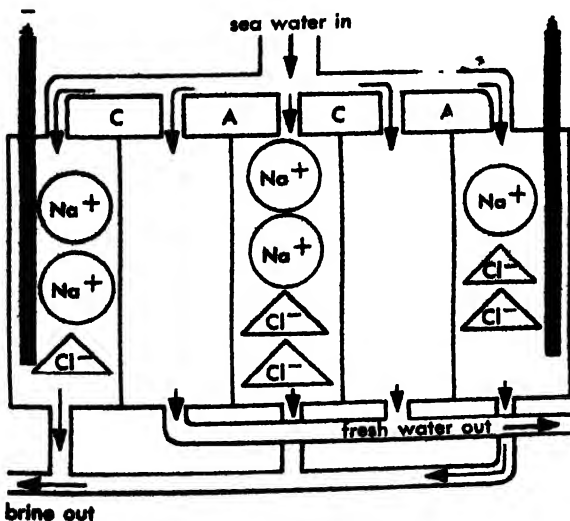 −
sea water in
C A C A
Na+ Na+ Na+
Na+ Na+ Cl−
Cl− Cl− Cl−
Cl−
fresh water out
brine out